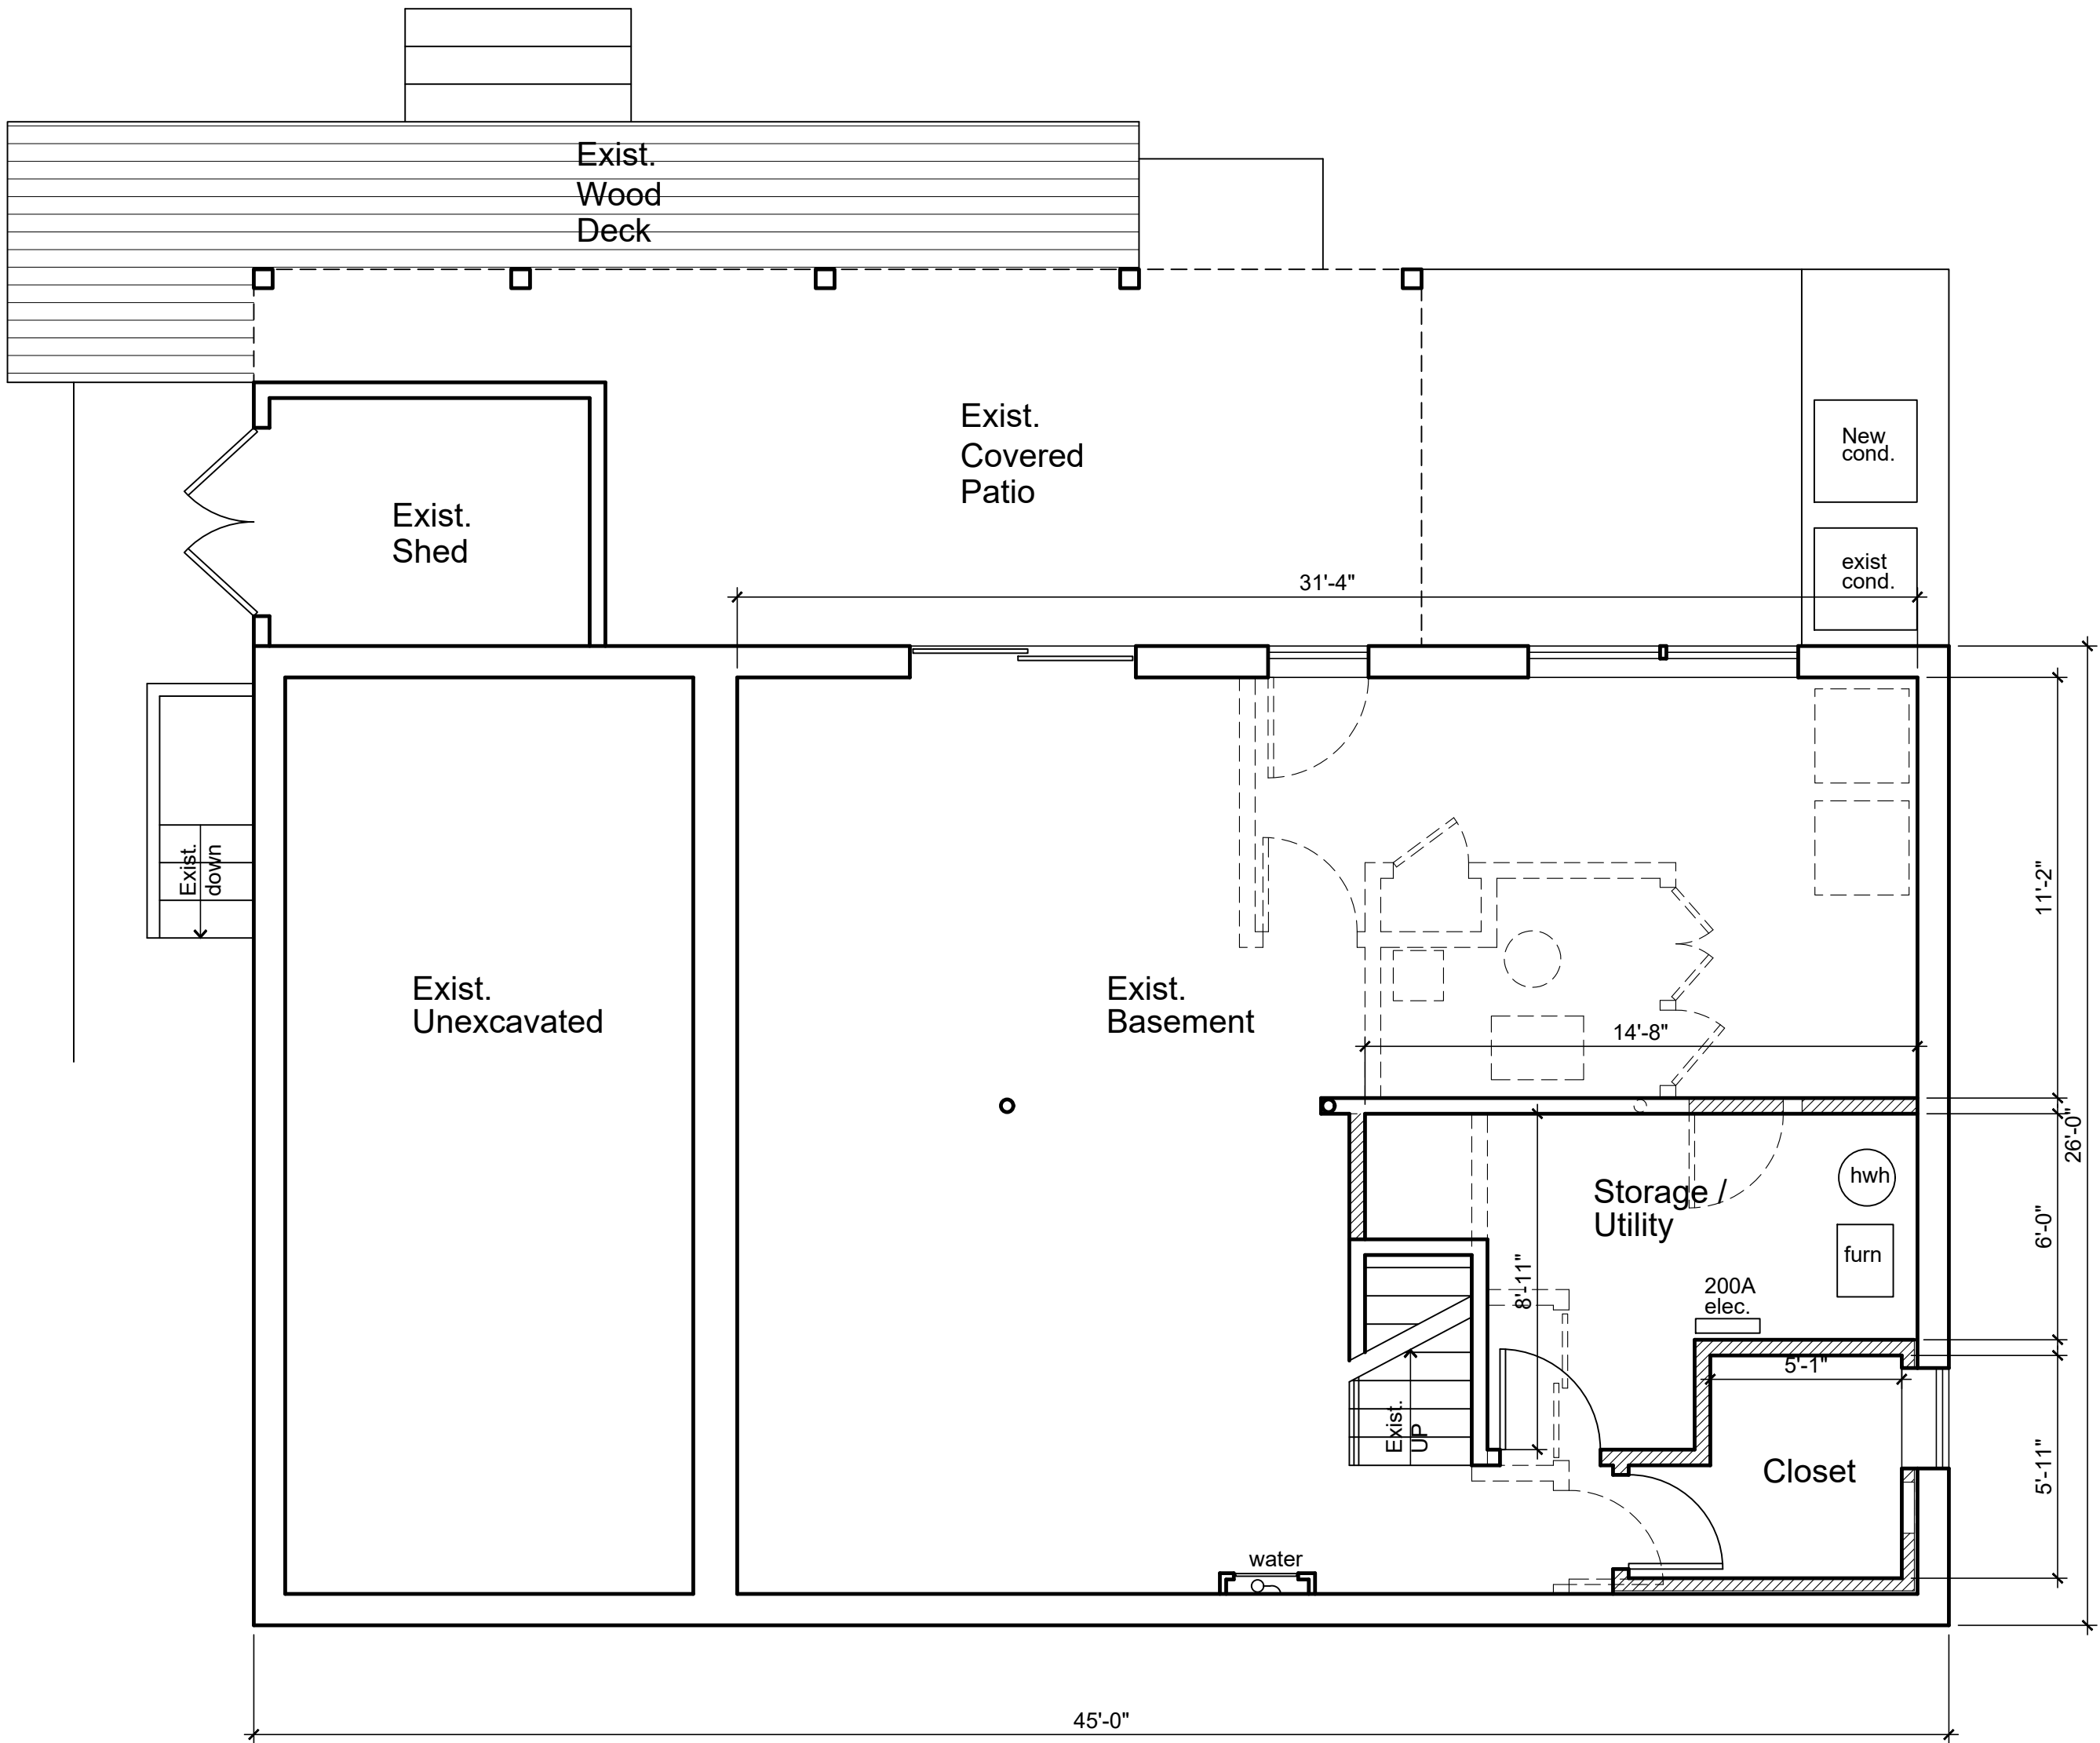 Exist.
Wood
Deck
Exist.
Covered
Patio
New
cond.
Exist.
Shed
exist
cond.
31'-4"
Exist.
down
11'-2"
Exist.
Unexcavated
Exist.
Basement
14'-8"
26'-0"
hwh
Storage /
Utility
6'-0"
furn
8'-11"
200A
elec.
5'-1"
Exist.
UP
Closet
5'-11"
water
45'-0"